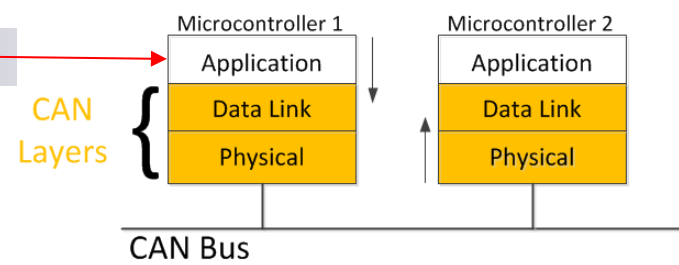 Microcontroller 1
Microcontroller 2
Application
Application
CAN
Layers
Data Link
Data Link
Physical
Physical
CAN Bus